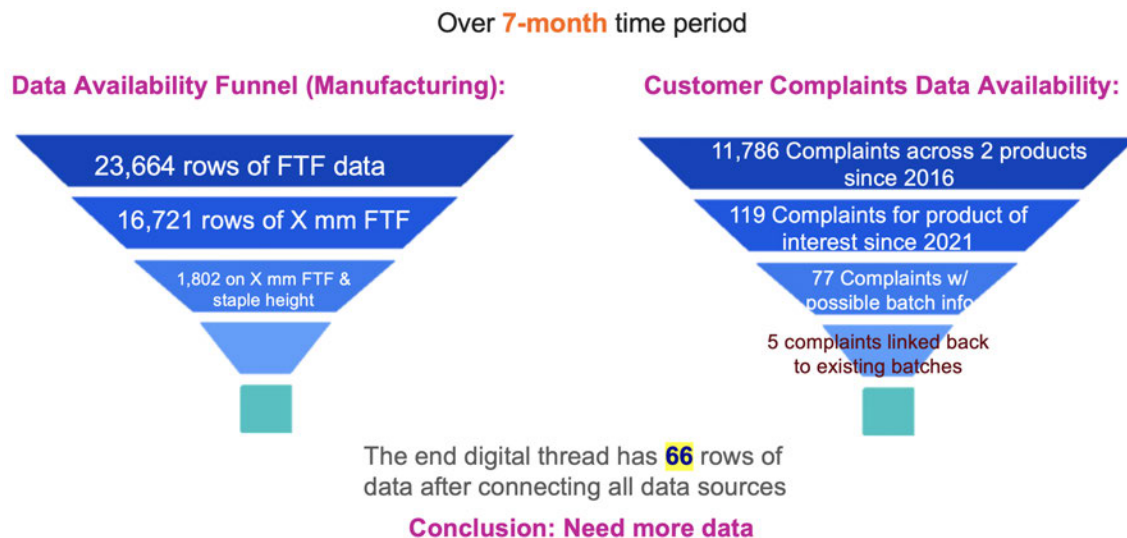 Over 7-month time period
Data Availability Funnel (Manufacturing):
23,664 rows of FTF data
16,721 rows of X mm FTF
1,802 on X mm FTF &
staple height
Customer Complaints Data Availability:
11,786 Complaints across 2 products
since 2016
119 Complaints for product of
interest since 2021
77 Complaints w/
possible batch info
5 complaints linked back
to existing batches
The end digital thread has 66 rows of
data after connecting all data sources
Conclusion: Need more data